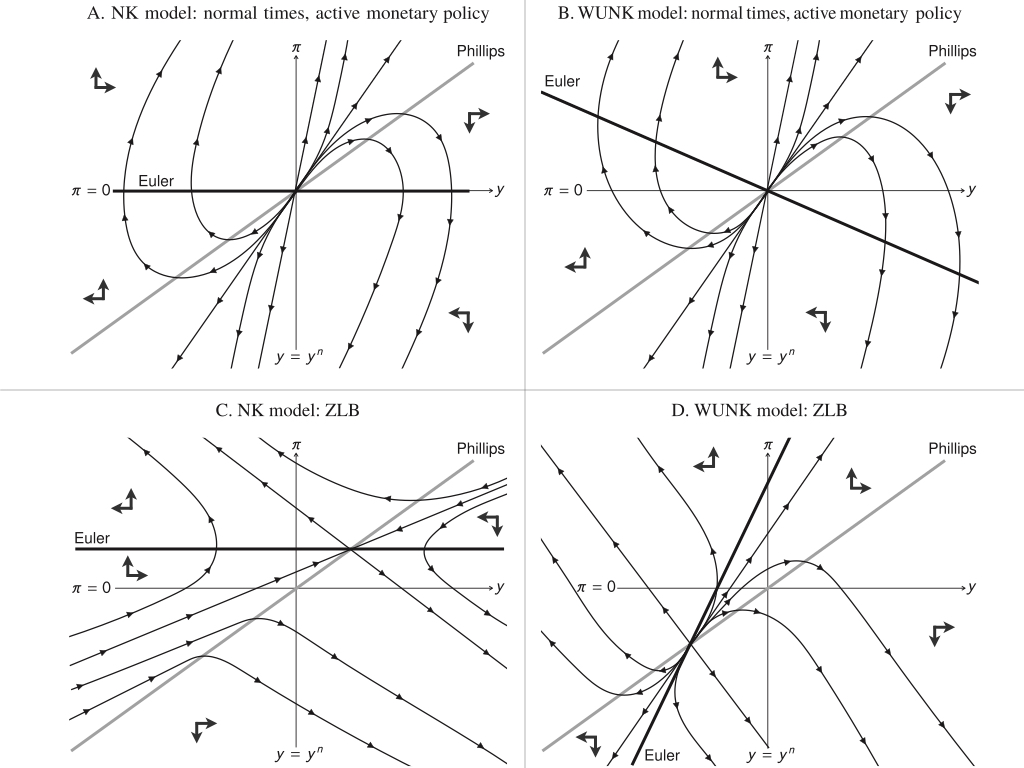 A. NK model: normal times, active monetary policy
π
Phillips
Euler
π = 0
y
y = yⁿ
B. WUNK model: normal times, active monetary policy
π
Phillips
Euler
π = 0
y
y = yⁿ
C. NK model: ZLB
π
Phillips
Euler
π = 0
y
y = yⁿ
D. WUNK model: ZLB
π
Phillips
π = 0
y
Euler
y = yⁿ